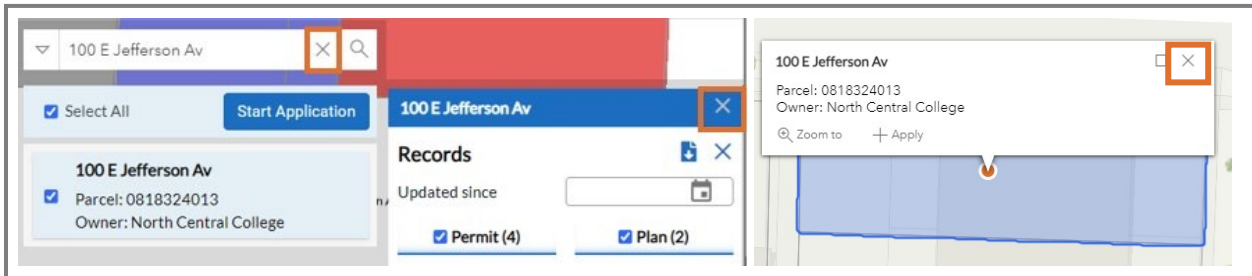 100 E Jefferson Av
Select All
Start Application
100 E Jefferson Av
Parcel: 0818324013
Owner: North Central College
100 E Jefferson Av
Records
Updated since
Permit (4)
Plan (2)
100 E Jefferson Av
Parcel: 0818324013
Owner: North Central College
Zoom to
Apply